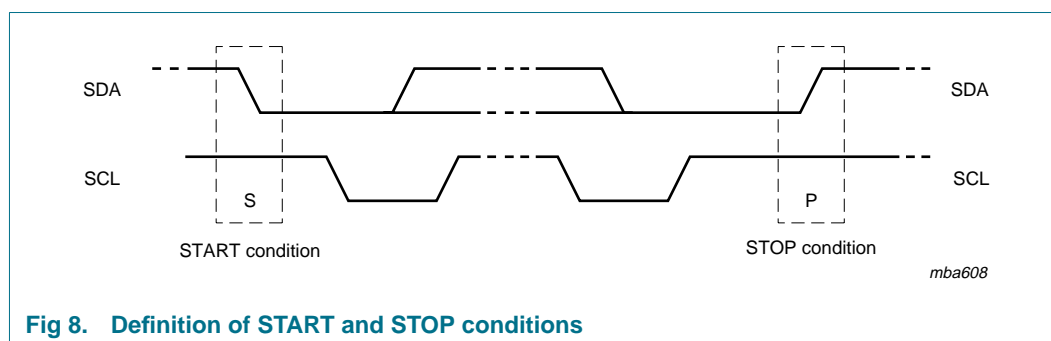 SDA
SDA
SCL
SCL
S
P
START condition
STOP condition
mba608
Fig 8. Definition of START and STOP conditions